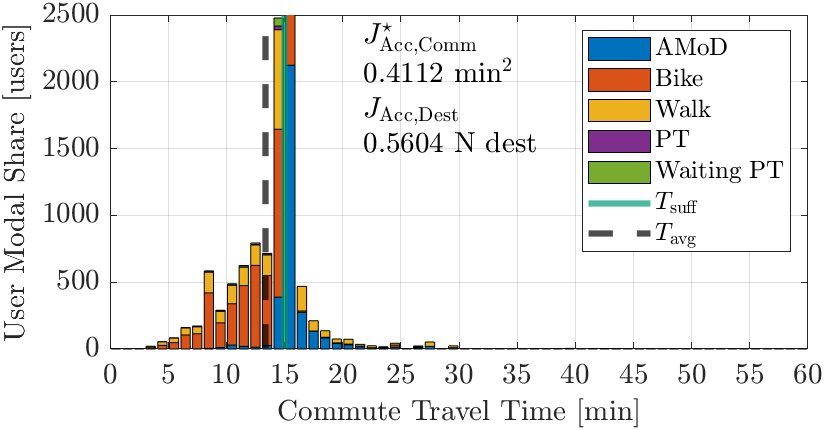 User Modal Share [users]
2500
2000
1500
1000
500
0
J⋆Acc,Comm
0.4112 min²
JAcc,Dest
0.5604 N dest
AMoD
Bike
Walk
PT
Waiting PT
Tsuff
Tavg
0 5 10 15 20 25 30 35 40 45 50 55 60
Commute Travel Time [min]